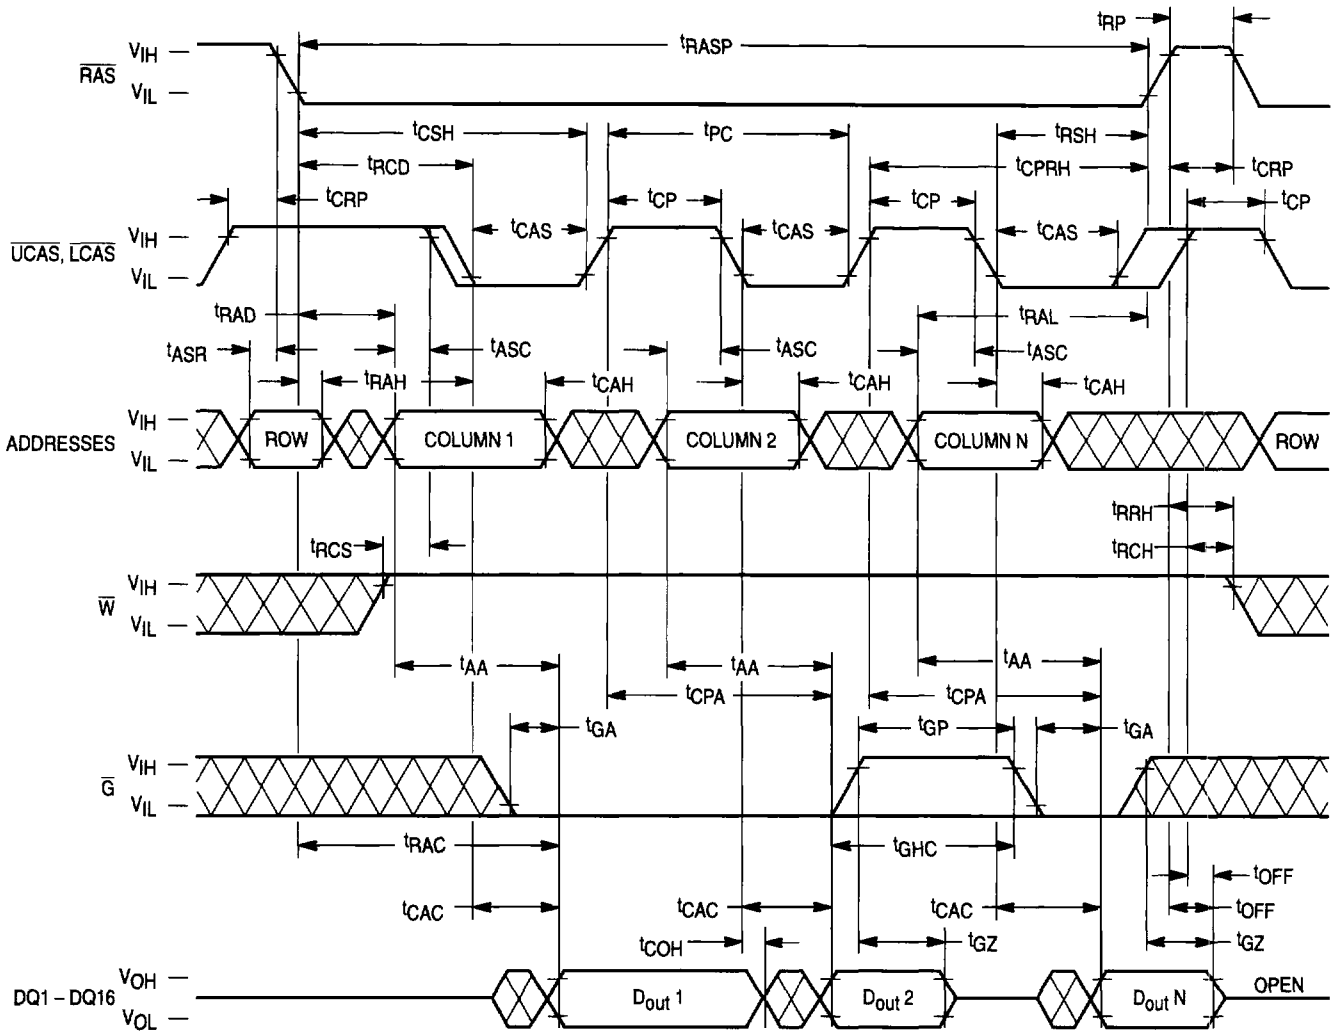 tRP
VIH
RAS
VIL
tRASP
tCSH
tPC
tRSH
tRCD
tCPRH
tCRP
tCRP
tCP
tCP
tCP
VIH
UCAS, LCAS
VIL
tCAS
tCAS
tCAS
tRAD
tRAL
tASR
tASC
tASC
tASC
tRAH
tCAH
tCAH
tCAH
VIH
ADDRESSES
VIL
ROW
COLUMN 1
COLUMN 2
COLUMN N
ROW
tRRH
tRCS
tRCH
VIH
W
VIL
tAA
tAA
tAA
tCPA
tCPA
tGA
tGP
tGA
VIH
G
VIL
tRAC
tGHC
tOFF
tCAC
tCAC
tCAC
tOFF
tCOH
tGZ
tGZ
VOH
DQ1 – DQ16
VOL
Dout 1
Dout 2
Dout N
OPEN